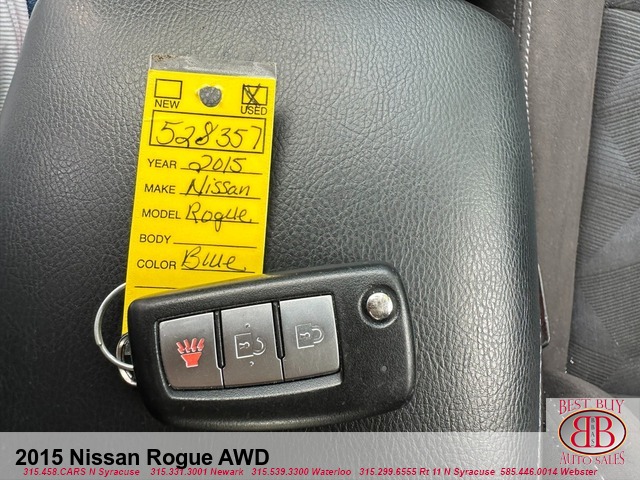 NEW
USED
528357
YEAR 2015
MAKE Nissan
MODEL Rogue
BODY
COLOR Blue
BEST BUY
BB
AUTO SALES
2015 Nissan Rogue AWD
315.458.CARS N Syracuse 315.331.3001 Newark 315.539.3300 Waterloo 315.299.6555 Rt 11 N Syracuse 585.446.0014 Webster